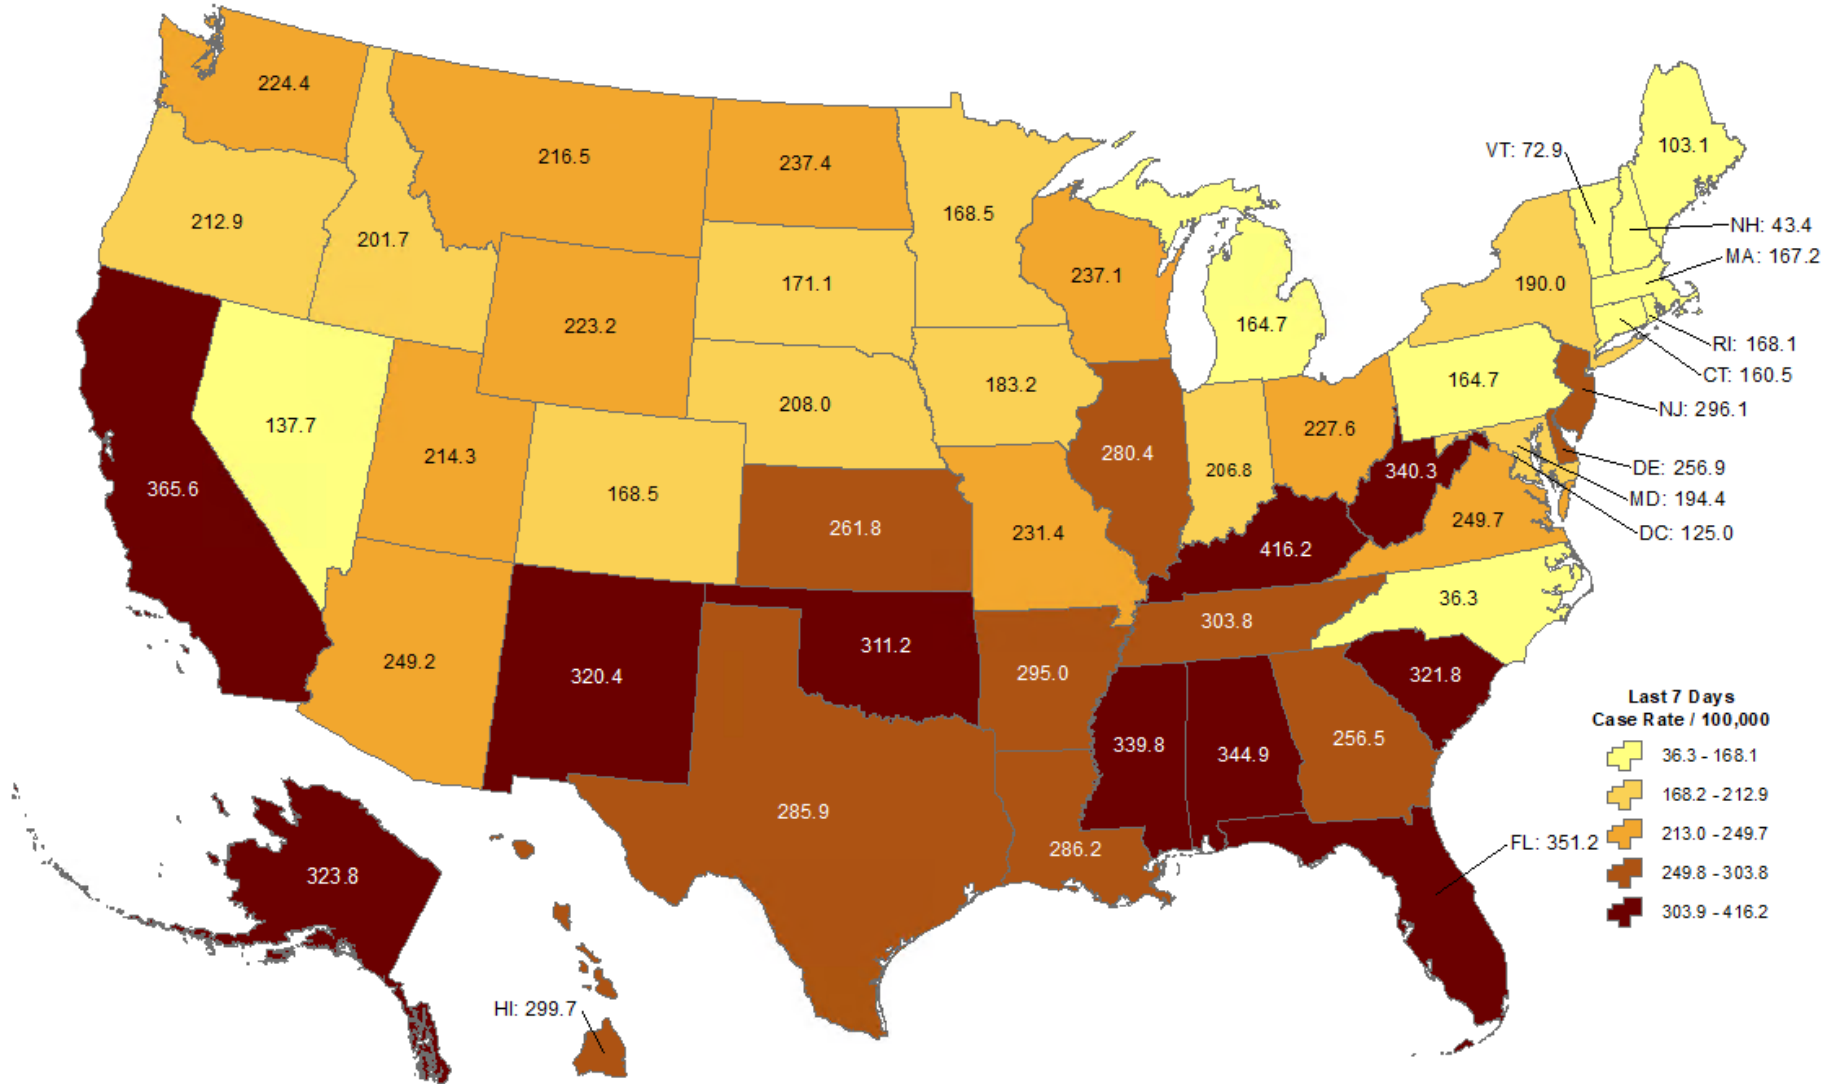 224.4
216.5
237.4
103.1
VT: 72.9
168.5
212.9
NH: 43.4
201.7
MA: 167.2
237.1
190.0
171.1
223.2
164.7
RI: 168.1
CT: 160.5
164.7
183.2
208.0
NJ: 296.1
137.7
227.6
214.3
280.4
DE: 256.9
206.8
340.3
365.6
168.5
MD: 194.4
249.7
261.8
231.4
DC: 125.0
416.2
36.3
303.8
311.2
249.2
295.0
321.8
320.4
Last 7 Days
Case Rate / 100,000
256.5
339.8
344.9
36.3 - 168.1
168.2 - 212.9
285.9
213.0 - 249.7
FL: 351.2
286.2
323.8
249.8 - 303.8
303.9 - 416.2
HI: 299.7